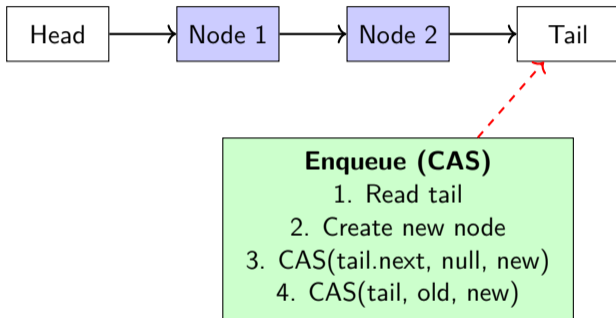 Head
Node 1
Node 2
Tail
Enqueue (CAS)
1. Read tail
2. Create new node
3. CAS(tail.next, null, new)
4. CAS(tail, old, new)